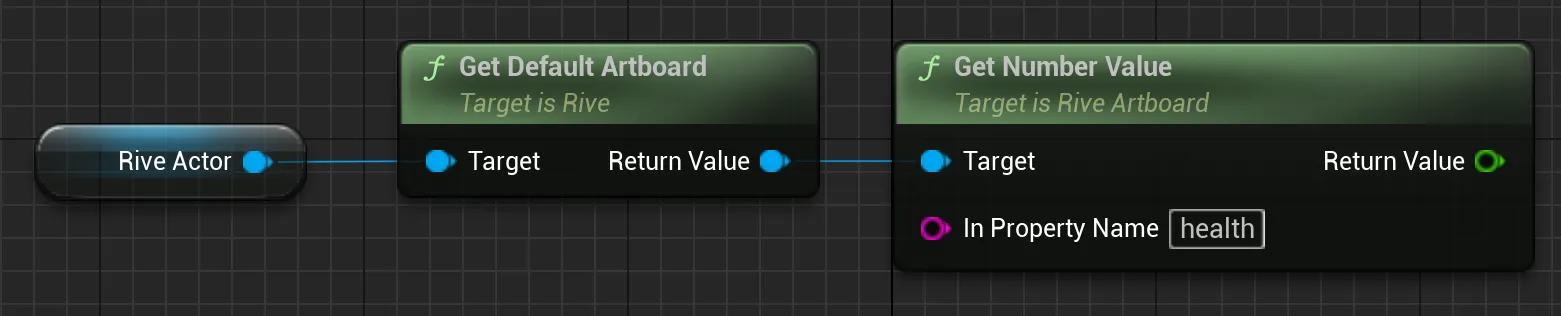 Rive Actor
Get Default Artboard
Target is Rive
Target
Return Value
Get Number Value
Target is Rive Artboard
Target
Return Value
In Property Name health